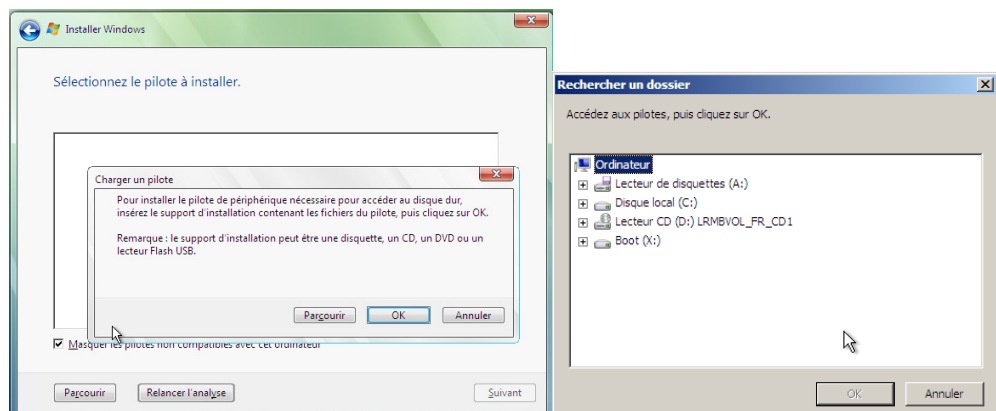 Installer Windows
Sélectionnez le pilote à installer.
Charger un pilote
Pour installer le pilote de périphérique nécessaire pour accéder au disque dur,
insérez le support d'installation contenant les fichiers du pilote, puis cliquez sur OK.
Remarque : le support d'installation peut être une disquette, un CD, un DVD ou un
lecteur Flash USB.
Parcourir
OK
Annuler
Masquer les pilotes non compatibles avec cet ordinateur
Parcourir
Relancer l'analyse
Suivant
Rechercher un dossier
Accédez aux pilotes, puis cliquez sur OK.
Ordinateur
Lecteur de disquettes (A:)
Disque local (C:)
Lecteur CD (D:) LRMBVOL_FR_CD1
Boot (X:)
OK
Annuler